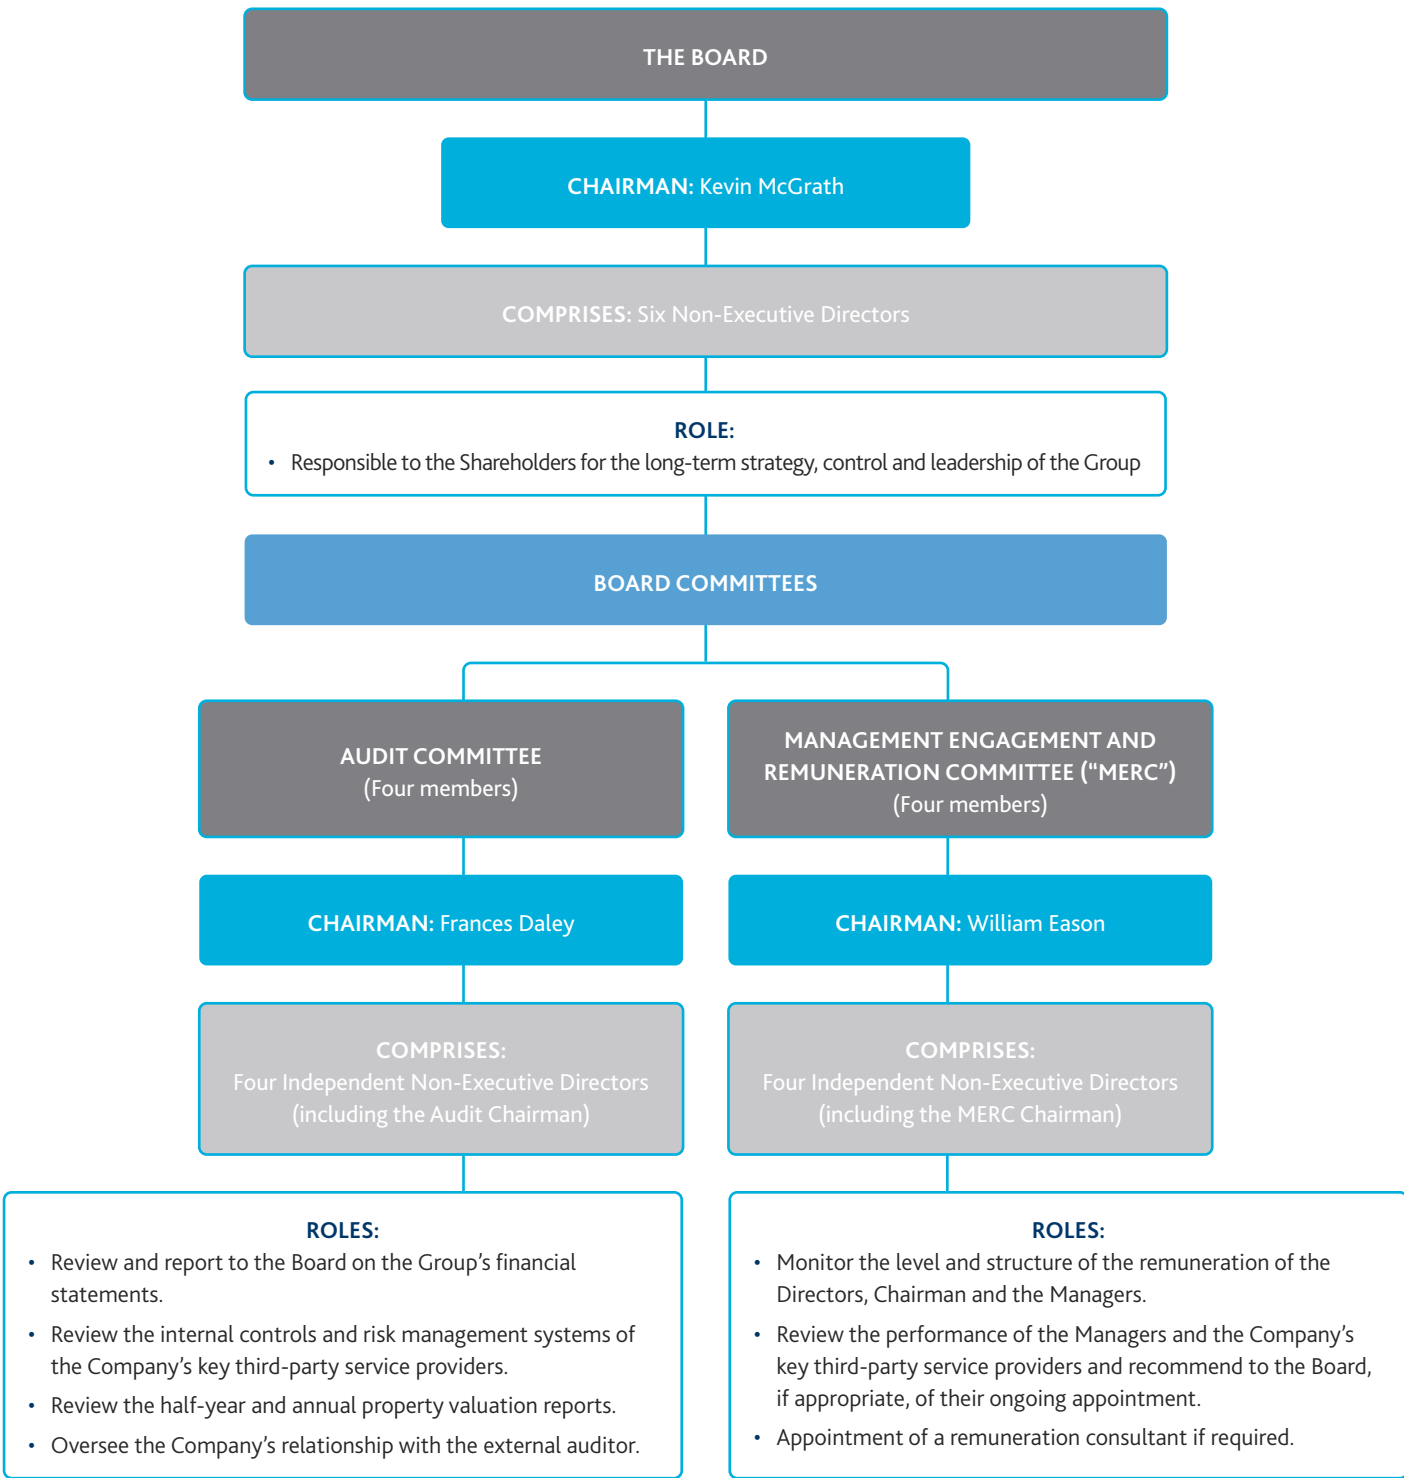 THE BOARD
CHAIRMAN: Kevin McGrath
COMPRISES: Six Non-Executive Directors
ROLE:
• Responsible to the Shareholders for the long-term strategy, control and leadership of the Group
BOARD COMMITTEES
AUDIT COMMITTEE
(Four members)
CHAIRMAN: Frances Daley
COMPRISES:
Four Independent Non-Executive Directors
(including the Audit Chairman)
ROLES:
• Review and report to the Board on the Group’s financial
statements.
• Review the internal controls and risk management systems of
the Company’s key third-party service providers.
• Review the half-year and annual property valuation reports.
• Oversee the Company’s relationship with the external auditor.
MANAGEMENT ENGAGEMENT AND
REMUNERATION COMMITTEE (“MERC”)
(Four members)
CHAIRMAN: William Eason
COMPRISES:
Four Independent Non-Executive Directors
(including the MERC Chairman)
ROLES:
• Monitor the level and structure of the remuneration of the
Directors, Chairman and the Managers.
• Review the performance of the Managers and the Company’s
key third-party service providers and recommend to the Board,
if appropriate, of their ongoing appointment.
• Appointment of a remuneration consultant if required.